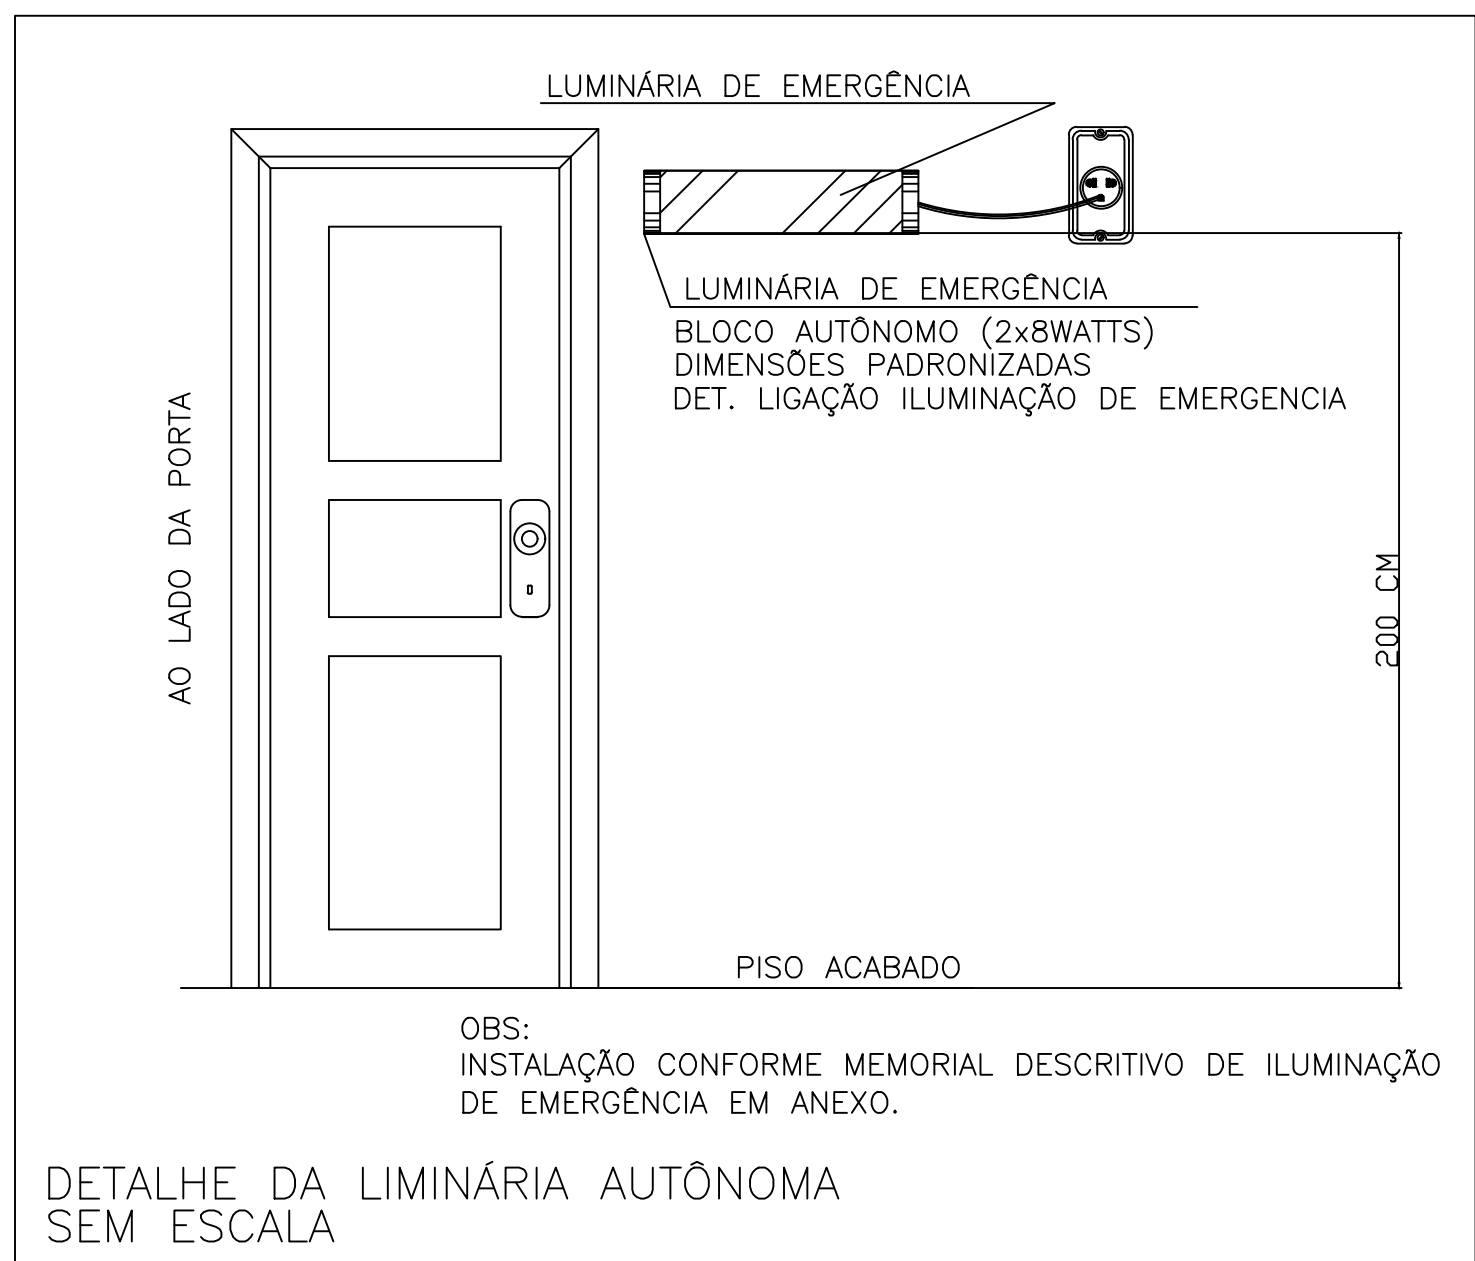 LUMINÁRIA DE EMERGÊNCIA
LUMINÁRIA DE EMERGÊNCIA
BLOCO AUTÔNOMO (2x8WATTS)
DIMENSÕES PADRONIZADAS
DET. LIGAÇÃO ILUMINAÇÃO DE EMERGENCIA
AO LADO DA PORTA
200 CM
PISO ACABADO
OBS:
INSTALAÇÃO CONFORME MEMORIAL DESCRITIVO DE ILUMINAÇÃO
DE EMERGÊNCIA EM ANEXO.
DETALHE DA LIMINÁRIA AUTÔNOMA
SEM ESCALA